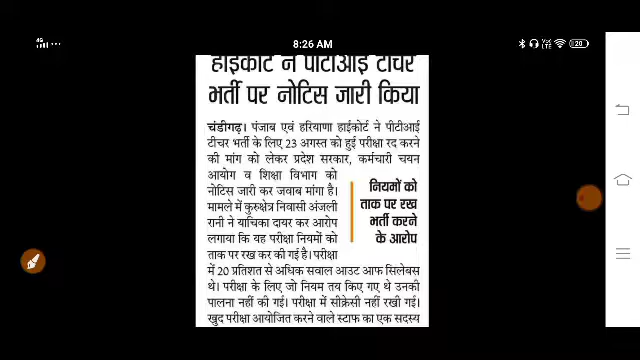 4G
8:26 AM
VoLTE
20
हाईकोर्ट ने पीटीआई टीचर
भर्ती पर नोटिस जारी किया
चंडीगढ़। पंजाब एवं हरियाणा हाईकोर्ट ने पीटीआई
टीचर भर्ती के लिए 23 अगस्त को हुई परीक्षा रद करने
की मांग को लेकर प्रदेश सरकार, कर्मचारी चयन
आयोग व शिक्षा विभाग को
नोटिस जारी कर जवाब मांगा है।
मामले में कुरुक्षेत्र निवासी अंजली
रानी ने याचिका दायर कर आरोप
लगाया कि यह परीक्षा नियमों को
ताक पर रख कर की गई है। परीक्षा
नियमों को
ताक पर रख
भर्ती करने
के आरोप
में 20 प्रतिशत से अधिक सवाल आउट आफ सिलेबस
थे। परीक्षा के लिए जो नियम तय किए गए थे उनकी
पालना नहीं की गई। परीक्षा में सीक्रेसी नहीं रखी गई।
खुद परीक्षा आयोजित करने वाले स्टाफ का एक सदस्य